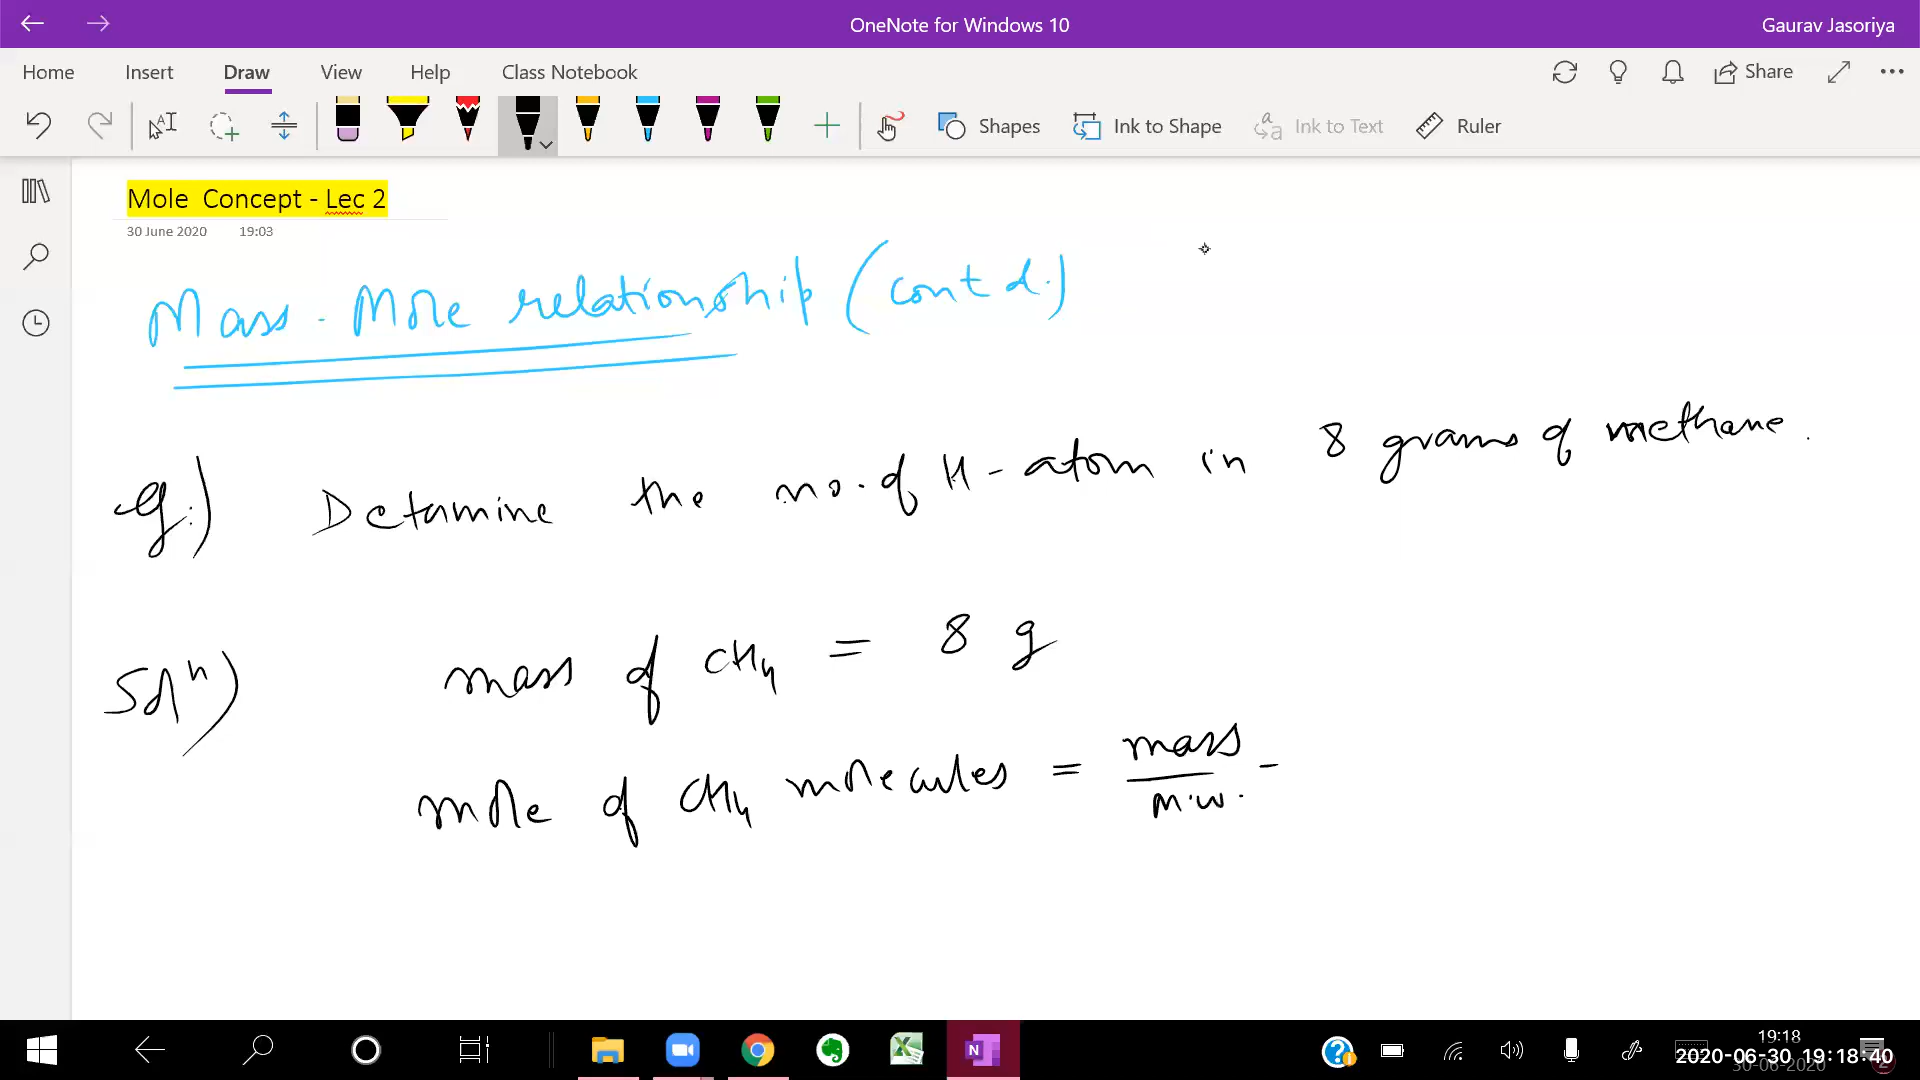 OneNote for Windows 10
Gaurav Jasoriya
Home Insert Draw View Help Class Notebook Share
Shapes Ink to Shape Ink to Text Ruler
Mole Concept - Lec 2
30 June 2020 19:03
Mass - Mole relationship (contd.)
eg:) Determine the no. of H - atom in 8 grams of methane.
Solⁿ) mass of CH₄ = 8 g
mole of CH₄ molecules = mass / M.W. =
19:18
2020-06-30 19:18:40
30-06-2020